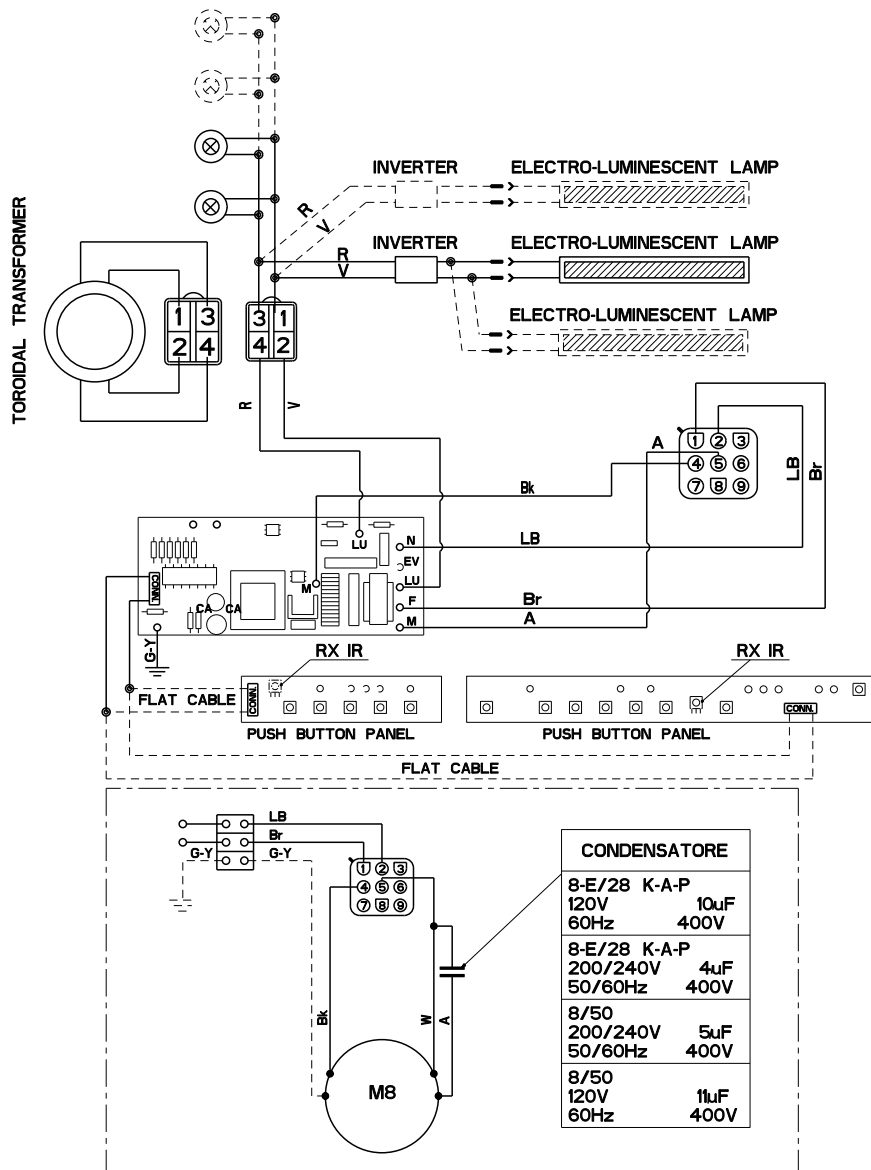 TOROIDAL TRANSFORMER
INVERTER ELECTRO-LUMINESCENT LAMP
R
V
INVERTER ELECTRO-LUMINESCENT LAMP
R
V
ELECTRO-LUMINESCENT LAMP
1 3
2 4
3 1
4 2
R
V
A
1 2 3
4 5 6
7 8 9
LB
Br
Bk
LU
N
LB
EV
LU
M
F
Br
M
A
CONN.
CA CA
G-Y
RX IR
RX IR
CONN.
FLAT CABLE
CONN.
PUSH BUTTON PANEL
PUSH BUTTON PANEL
FLAT CABLE
LB
Br
G-Y G-Y
1 2 3
4 5 6
7 8 9
Bk
W
A
M8
CONDENSATORE
8-E/28 K-A-P
120V 10uF
60Hz 400V
8-E/28 K-A-P
200/240V 4uF
50/60Hz 400V
8/50
200/240V 5uF
50/60Hz 400V
8/50
120V 11uF
60Hz 400V